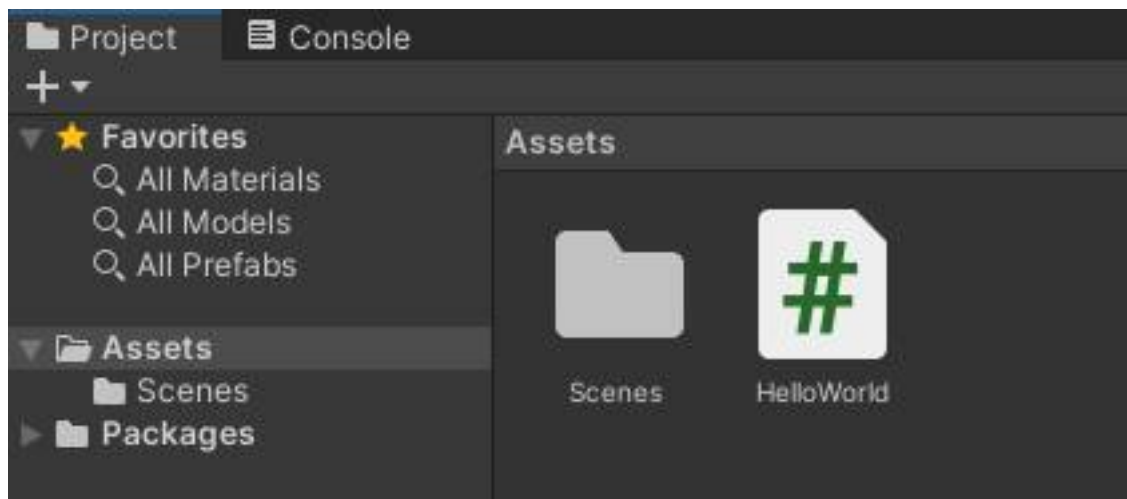 Project
Console
Favorites
All Materials
All Models
All Prefabs
Assets
Scenes
Packages
Assets
Scenes
HelloWorld